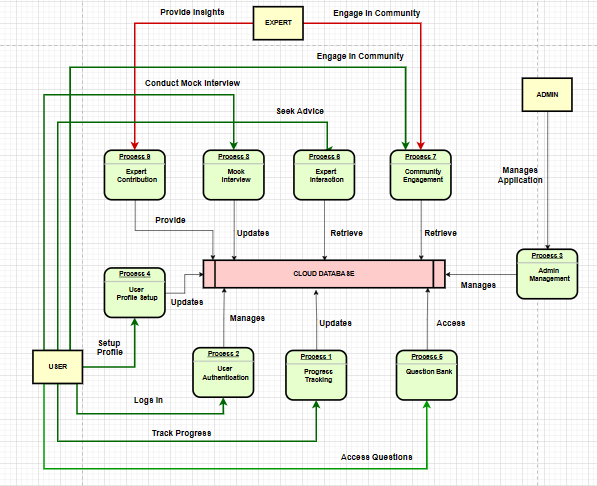 Provide Insights
EXPERT
Engage in Community
Engage in Community
Conduct Mock Interview
ADMIN
Seek Advice
Process 9
Expert
Contribution
Process 8
Mook
Interview
Process 6
Expert
Interaction
Process 7
Community
Engagement
Manages
Application
Provide
Updates
Retrieve
Retrieve
Process 3
Admin
Management
CLOUD DATABASE
Process 4
User
Profile Setup
Updates
Manages
Manages
Updates
Access
Setup
Profile
USER
Process 2
User
Authentication
Process 1
Progress
Tracking
Process 5
Question Bank
Logs In
Track Progress
Access Questions